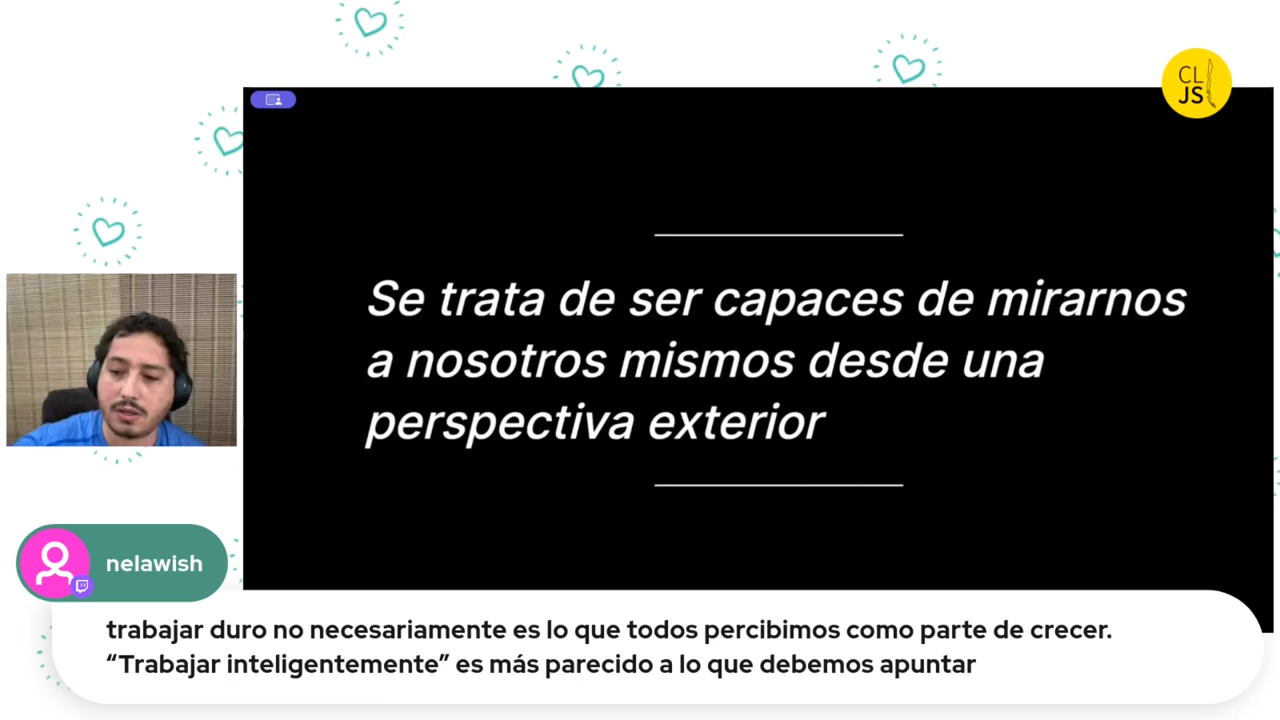 CL
JS
Se trata de ser capaces de mirarnos
a nosotros mismos desde una
perspectiva exterior
nelawish
trabajar duro no necesariamente es lo que todos percibimos como parte de crecer.
“Trabajar inteligentemente” es más parecido a lo que debemos apuntar